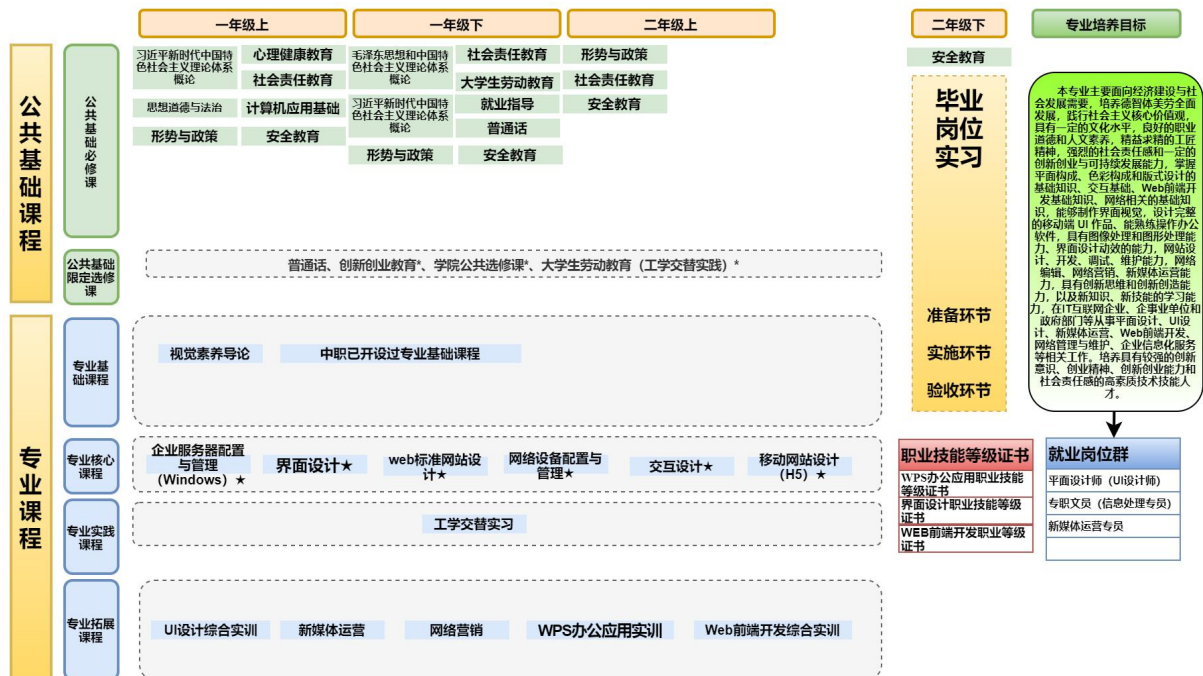 一年级上
一年级下
二年级上
二年级下
专业培养目标
公共基础课程
公共基础必修课
习近平新时代中国特
色社会主义理论体系
概论
心理健康教育
社会责任教育
思想道德与法治
计算机应用基础
形势与政策
安全教育
毛泽东思想和中国特
色社会主义理论体系
概论
社会责任教育
大学生劳动教育
习近平新时代中国特
色社会主义理论体系
概论
就业指导
普通话
形势与政策
安全教育
形势与政策
社会责任教育
安全教育
安全教育
毕业
岗位
实习
准备环节
实施环节
验收环节
本专业主要面向经济建设与社
会发展需要，培养德智体美劳全面
发展，践行社会主义核心价值观，
具有一定的文化水平，良好的职业
道德和人文素养，精益求精的工匠
精神，强烈的社会责任感和一定的
创新创业与可持续发展能力，掌握
平面构成、色彩构成和版式设计的
基础知识、交互基础、Web前端开
发基础知识、网络相关的基础知
识，能够制作界面视觉，设计完整
的移动端 UI 作品、能熟练操作办公
软件，具有图像处理和图形处理能
力、界面设计动效的能力，网站设
计、开发、调试、维护能力，网络
编辑、网络营销、新媒体运营能
力，具有创新思维和创新创造能
力，以及新知识、新技能的学习能
力，在IT互联网企业、企事业单位和
政府部门等从事平面设计、UI设
计、新媒体运营、Web前端开发、
网络管理与维护、企业信息化服务
等相关工作。培养具有较强的创新
意识、创业精神、创新创业能力和
社会责任感的高素质技术技能人
才。
公共基础
限定选修
课
普通话、创新创业教育*、学院公共选修课*、大学生劳动教育（工学交替实践）*
专业课程
专业基
础课程
视觉素养导论
中职已开设过专业基础课程
专业核心
课程
企业服务器配置
与管理
（Windows）★
界面设计★
web标准网站设
计★
网络设备配置与
管理★
交互设计★
移动网站设计
（H5）★
专业实践
课程
工学交替实习
专业拓展
课程
UI设计综合实训
新媒体运营
网络营销
WPS办公应用实训
Web前端开发综合实训
职业技能等级证书
WPS办公应用职业技能
等级证书
界面设计职业技能等级
证书
WEB前端开发职业等级
证书
就业岗位群
平面设计师（UI设计师）
专职文员（信息处理专员）
新媒体运营专员